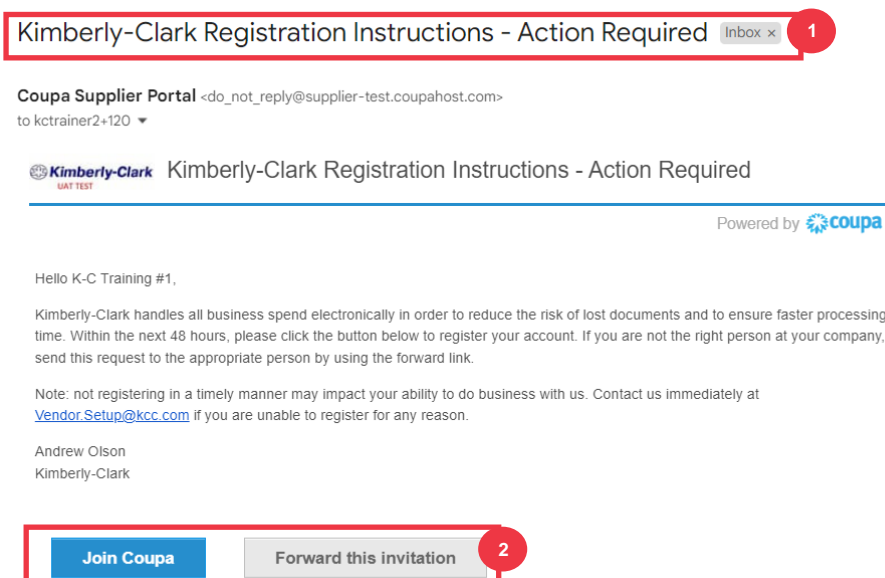 Kimberly-Clark Registration Instructions - Action Required Inbox × 1
Coupa Supplier Portal <do_not_reply@supplier-test.coupahost.com>
to kctrainer2+120
Kimberly-Clark Kimberly-Clark Registration Instructions - Action Required
UAT TEST
Powered by coupa
Hello K-C Training #1,
Kimberly-Clark handles all business spend electronically in order to reduce the risk of lost documents and to ensure faster processing
time. Within the next 48 hours, please click the button below to register your account. If you are not the right person at your company,
send this request to the appropriate person by using the forward link.
Note: not registering in a timely manner may impact your ability to do business with us. Contact us immediately at
Vendor.Setup@kcc.com if you are unable to register for any reason.
Andrew Olson
Kimberly-Clark
Join Coupa Forward this invitation 2